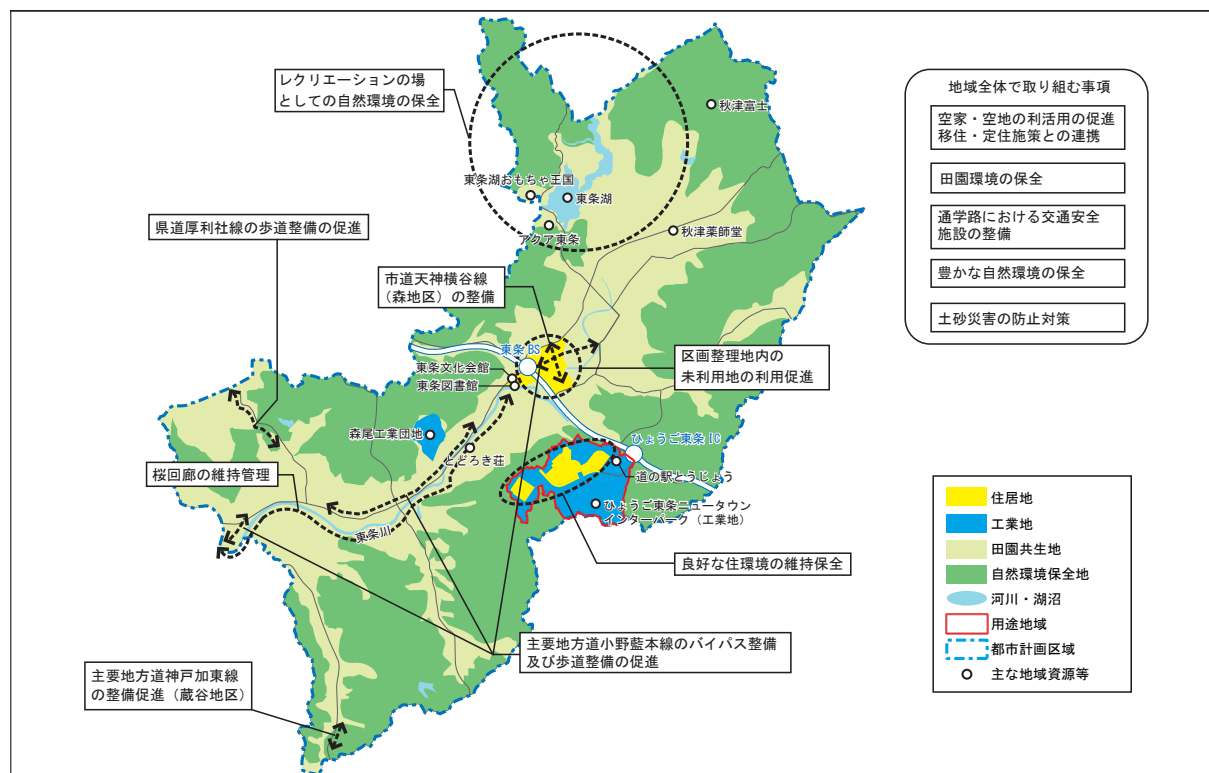 レクリエーションの場
としての自然環境の保全
秋津富士
東条湖おもちゃ王国
東条湖
アクア東条
秋津薬師堂
県道厚利社線の歩道整備の促進
市道天神横谷線
（森地区）の整備
東条BS
東条文化会館
東条図書館
区画整理地内の
未利用地の利用促進
森尾工業団地
とどろき荘
ひょうご東条IC
道の駅とうじょう
ひょうご東条ニュータウン
インターパーク（工業地）
桜回廊の維持管理
東条川
良好な住環境の維持保全
主要地方道小野藍本線のバイパス整備
及び歩道整備の促進
主要地方道神戸加東線
の整備促進（蔵谷地区）
地域全体で取り組む事項
空家・空地の利活用の促進
移住・定住施策との連携
田園環境の保全
通学路における交通安全
施設の整備
豊かな自然環境の保全
土砂災害の防止対策
住居地
工業地
田園共生地
自然環境保全地
河川・湖沼
用途地域
都市計画区域
主な地域資源等